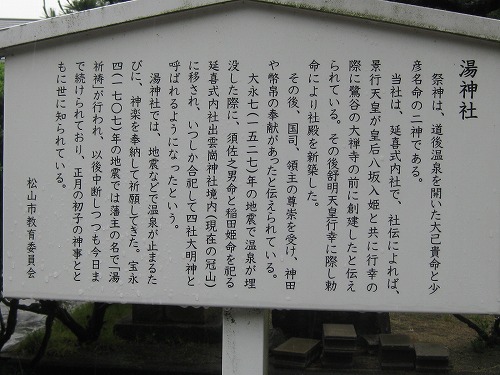 湯神社
祭神は、道後温泉を開いた大己貴命と少
彦名命の二神である。
当社は、延喜式内社で、社伝によれば、
景行天皇が皇后八坂入姫と共に行幸の
際に鷺谷の大禅寺の前に創建したと伝え
られている。その後舒明天皇行幸に際し勅
命により社殿を新築した。
その後、国司、領主の尊崇を受け、神田
や幣帛の奉献があったと伝えられている。
大永七(一五二七)年の地震で温泉が埋
没した際に、須佐之男命と稲田姫命を祀る
延喜式内社出雲崗神社境内(現在の冠山)
に移され、いつしか合祀して四社大明神と
呼ばれるようになったという。
湯神社では、地震などで温泉が止まるた
びに、神楽を奉納して祈願してきた。宝永
四(一七〇七)年の地震では藩主の名で「湯
祈祷」が行われ、以後中断しつつも今日ま
で続けられており、正月の初子の神事とと
もに世に知られている。
松山市教育委員会